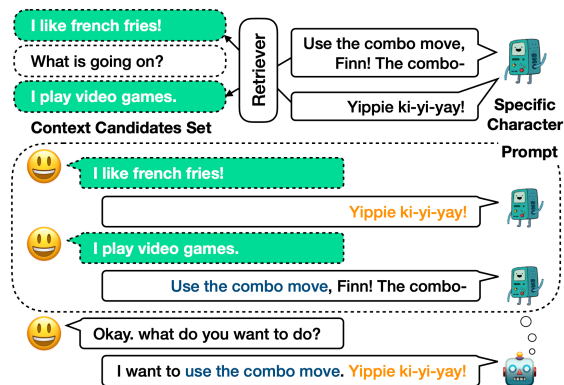 I like french fries!
What is going on?
I play video games.
Context Candidates Set
Retriever
Use the combo move,
Finn! The combo-
Yippie ki-yi-yay!
Specific
Character
Prompt
I like french fries!
Yippie ki-yi-yay!
I play video games.
Use the combo move, Finn! The combo-
Okay. what do you want to do?
I want to use the combo move. Yippie ki-yi-yay!